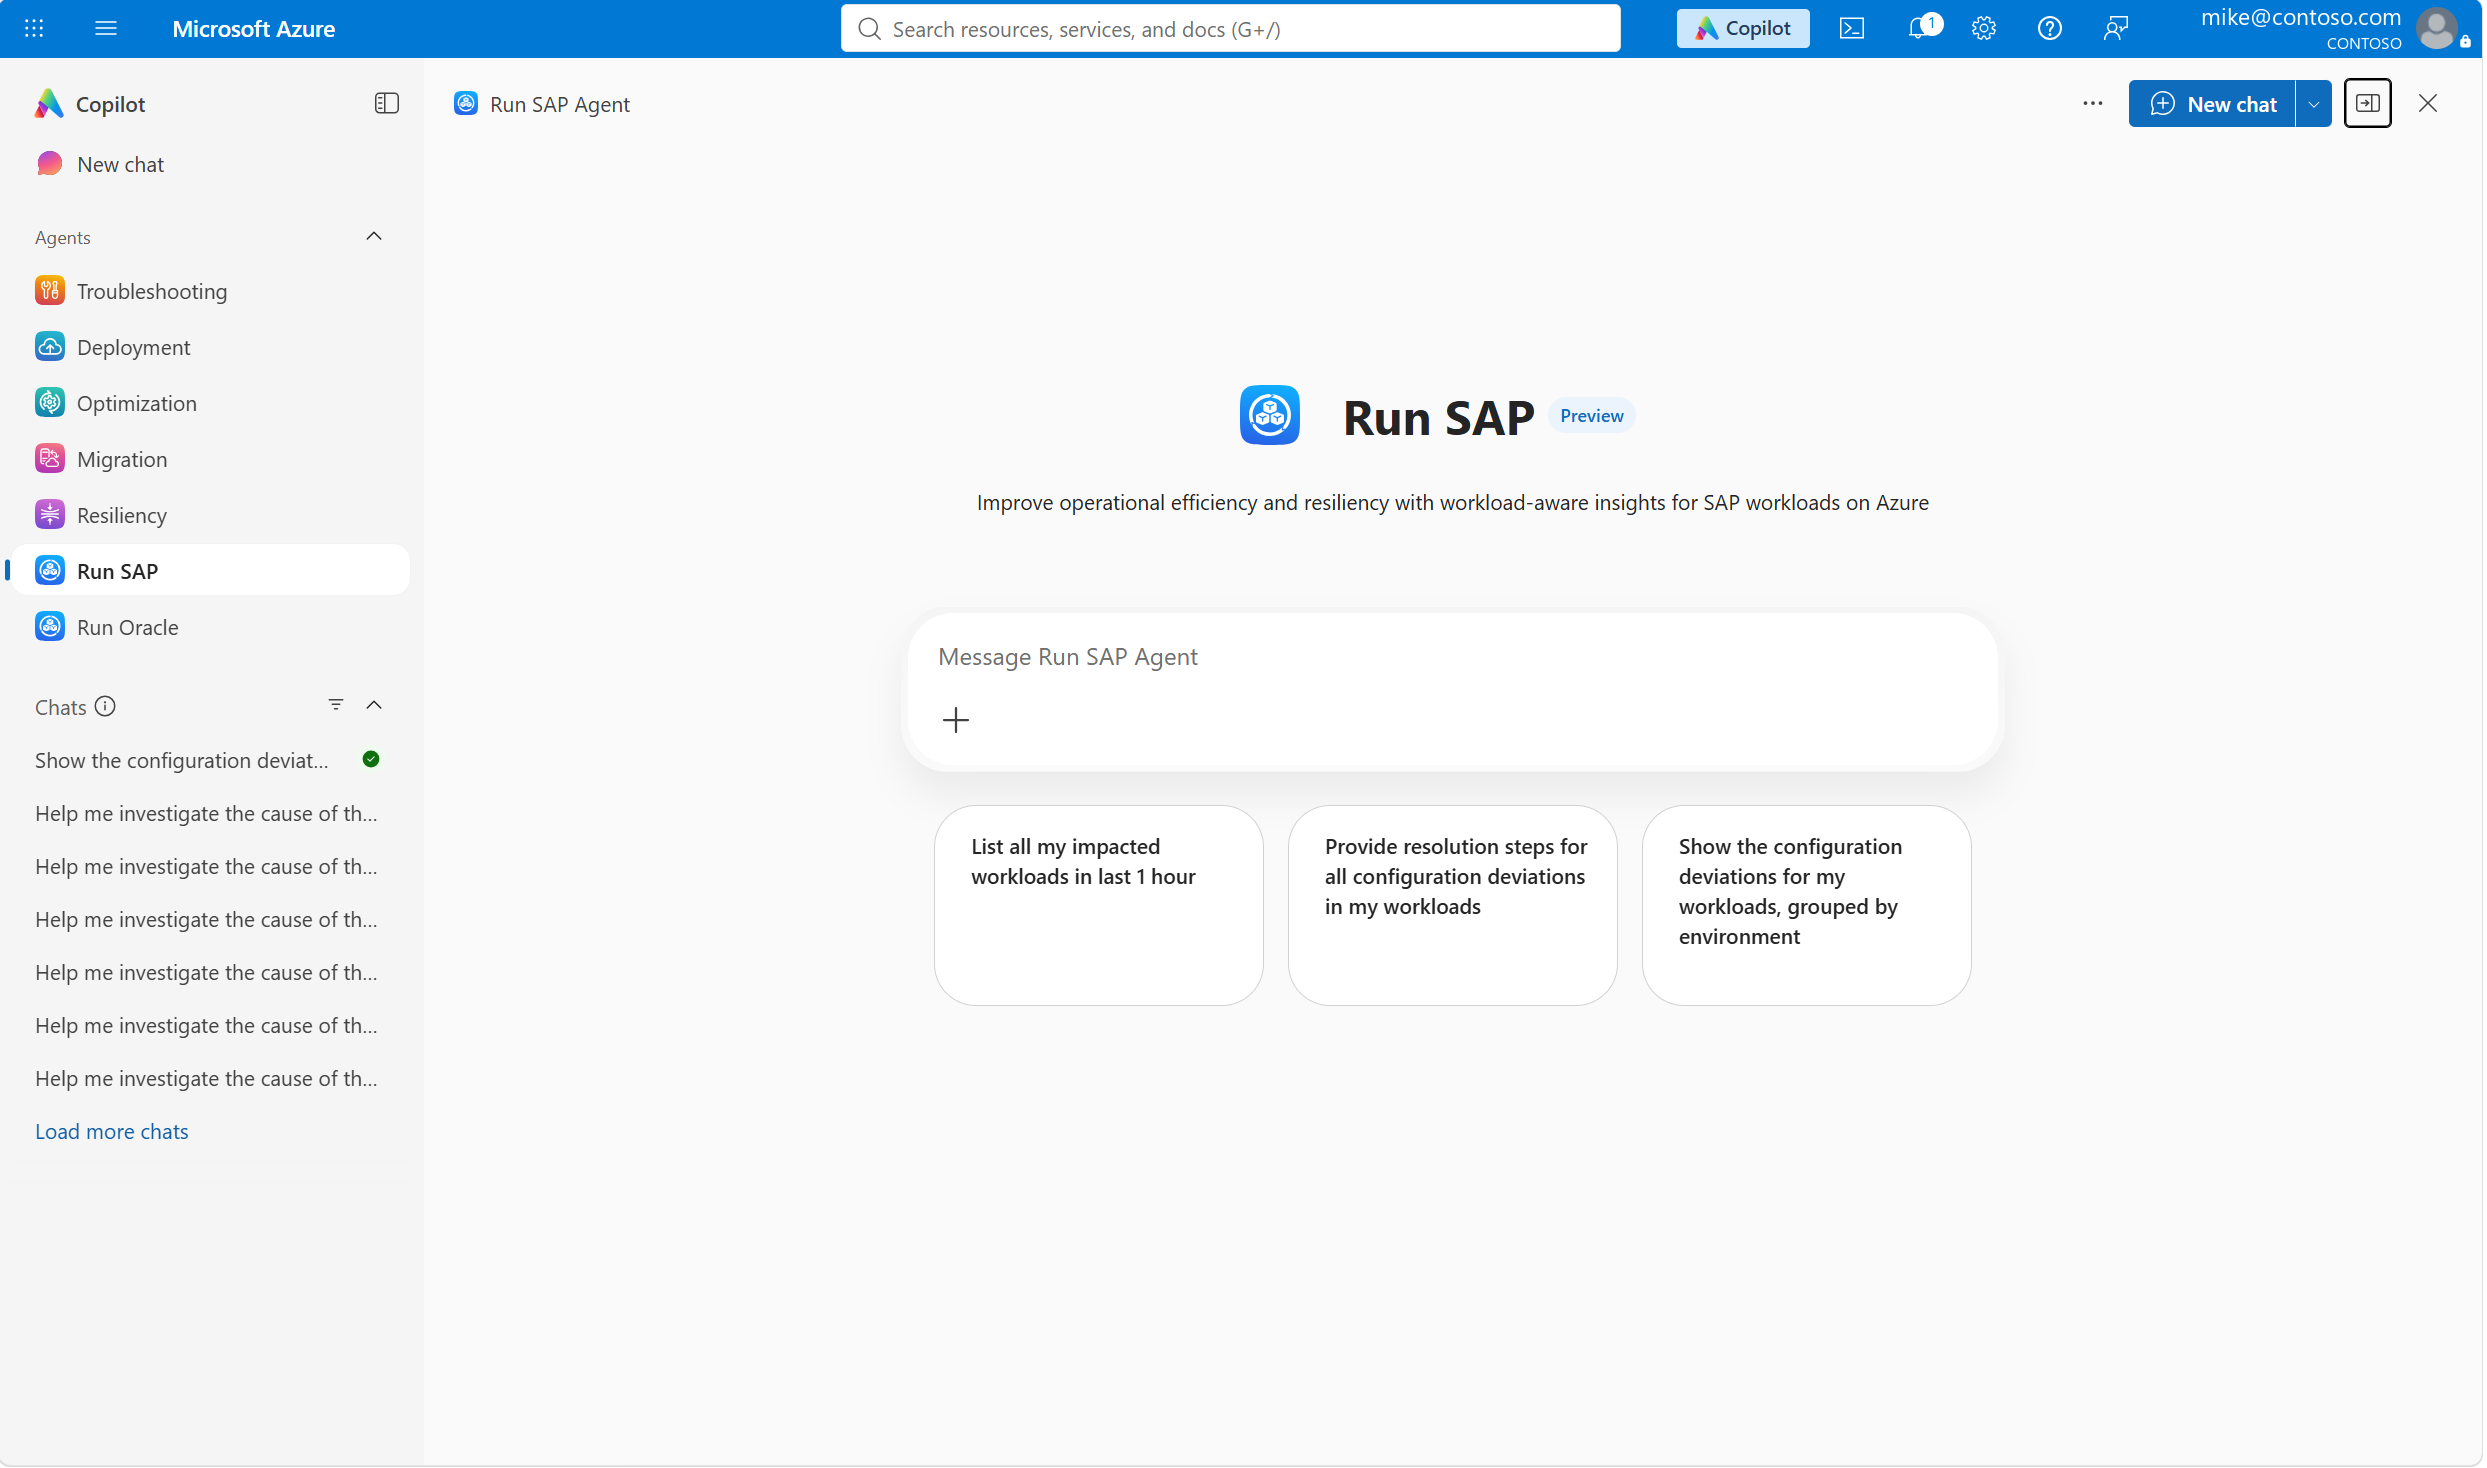 Microsoft Azure
Search resources, services, and docs (G+/)
Copilot
1
mike@contoso.com
CONTOSO
Copilot
New chat
Agents
Troubleshooting
Deployment
Optimization
Migration
Resiliency
Run SAP
Run Oracle
Chats
Show the configuration deviat...
Help me investigate the cause of th...
Help me investigate the cause of th...
Help me investigate the cause of th...
Help me investigate the cause of th...
Help me investigate the cause of th...
Help me investigate the cause of th...
Load more chats
Run SAP Agent
New chat
Run SAP
Preview
Improve operational efficiency and resiliency with workload-aware insights for SAP workloads on Azure
Message Run SAP Agent
List all my impacted
workloads in last 1 hour
Provide resolution steps for
all configuration deviations
in my workloads
Show the configuration
deviations for my
workloads, grouped by
environment